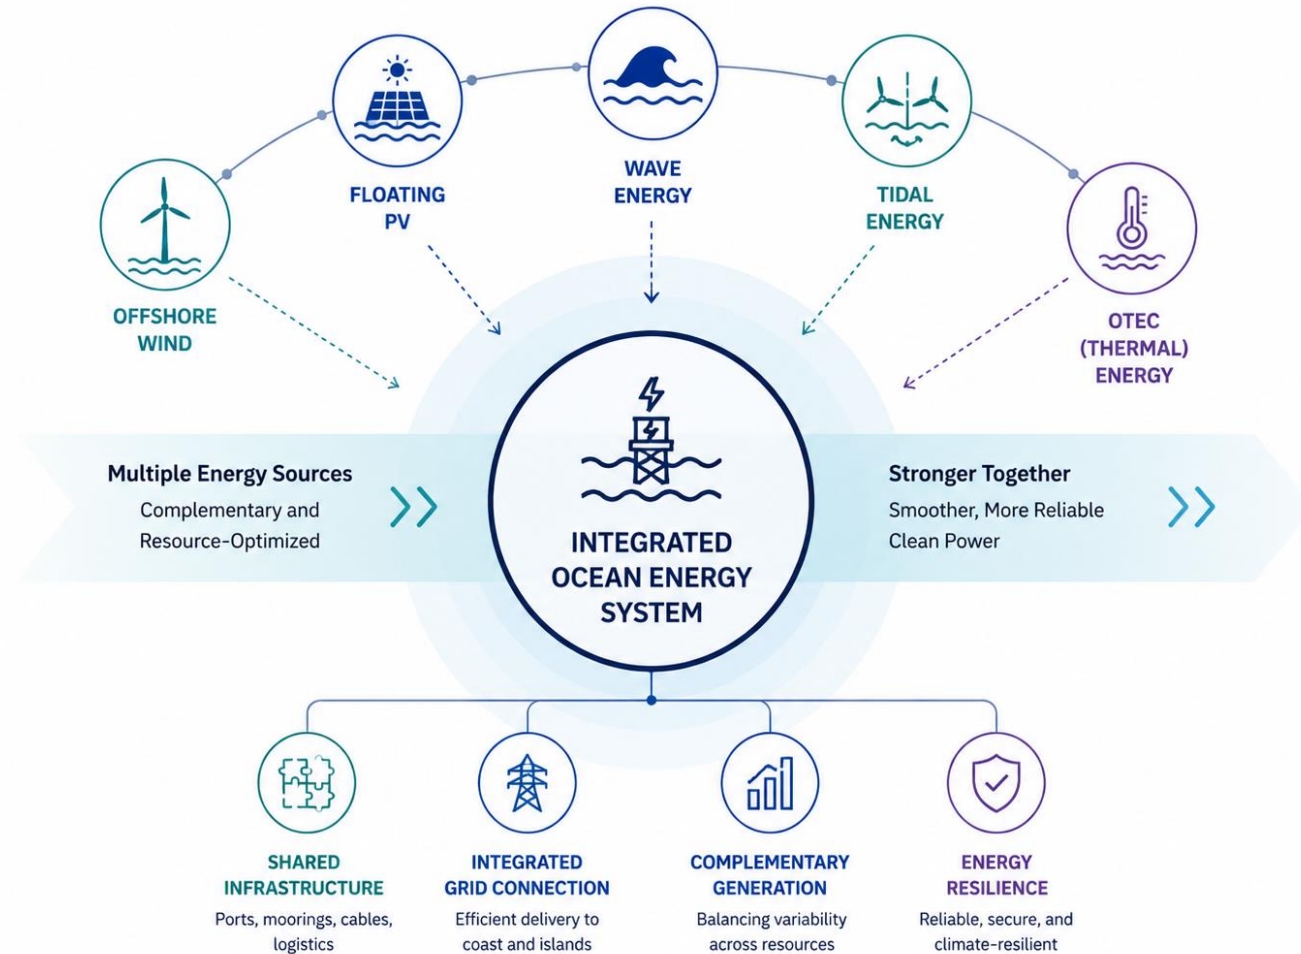 WAVE
ENERGY
FLOATING
PV
TIDAL
ENERGY
OFFSHORE
WIND
OTEC
(THERMAL)
ENERGY
Multiple Energy Sources
Complementary and
Resource-Optimized
INTEGRATED
OCEAN ENERGY
SYSTEM
Stronger Together
Smoother, More Reliable
Clean Power
SHARED
INFRASTRUCTURE
Ports, moorings, cables,
logistics
INTEGRATED
GRID CONNECTION
Efficient delivery to
coast and islands
COMPLEMENTARY
GENERATION
Balancing variability
across resources
ENERGY
RESILIENCE
Reliable, secure, and
climate-resilient